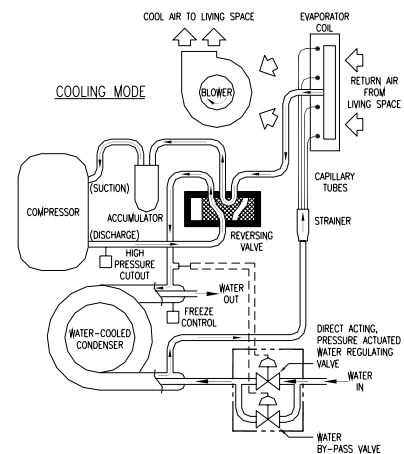 COOL AIR TO LIVING SPACE
EVAPORATOR
COIL
COOLING MODE
BLOWER
RETURN AIR
FROM
LIVING SPACE
CAPILLARY
TUBES
(SUCTION)
COMPRESSOR
ACCUMULATOR
STRAINER
(DISCHARGE)
REVERSING
VALVE
HIGH
PRESSURE
CUTOUT
WATER
OUT
FREEZE
CONTROL
WATER-COOLED
CONDENSER
DIRECT ACTING,
PRESSURE ACTUATED
WATER REGULATING
VALVE
WATER
IN
WATER
BY-PASS VALVE